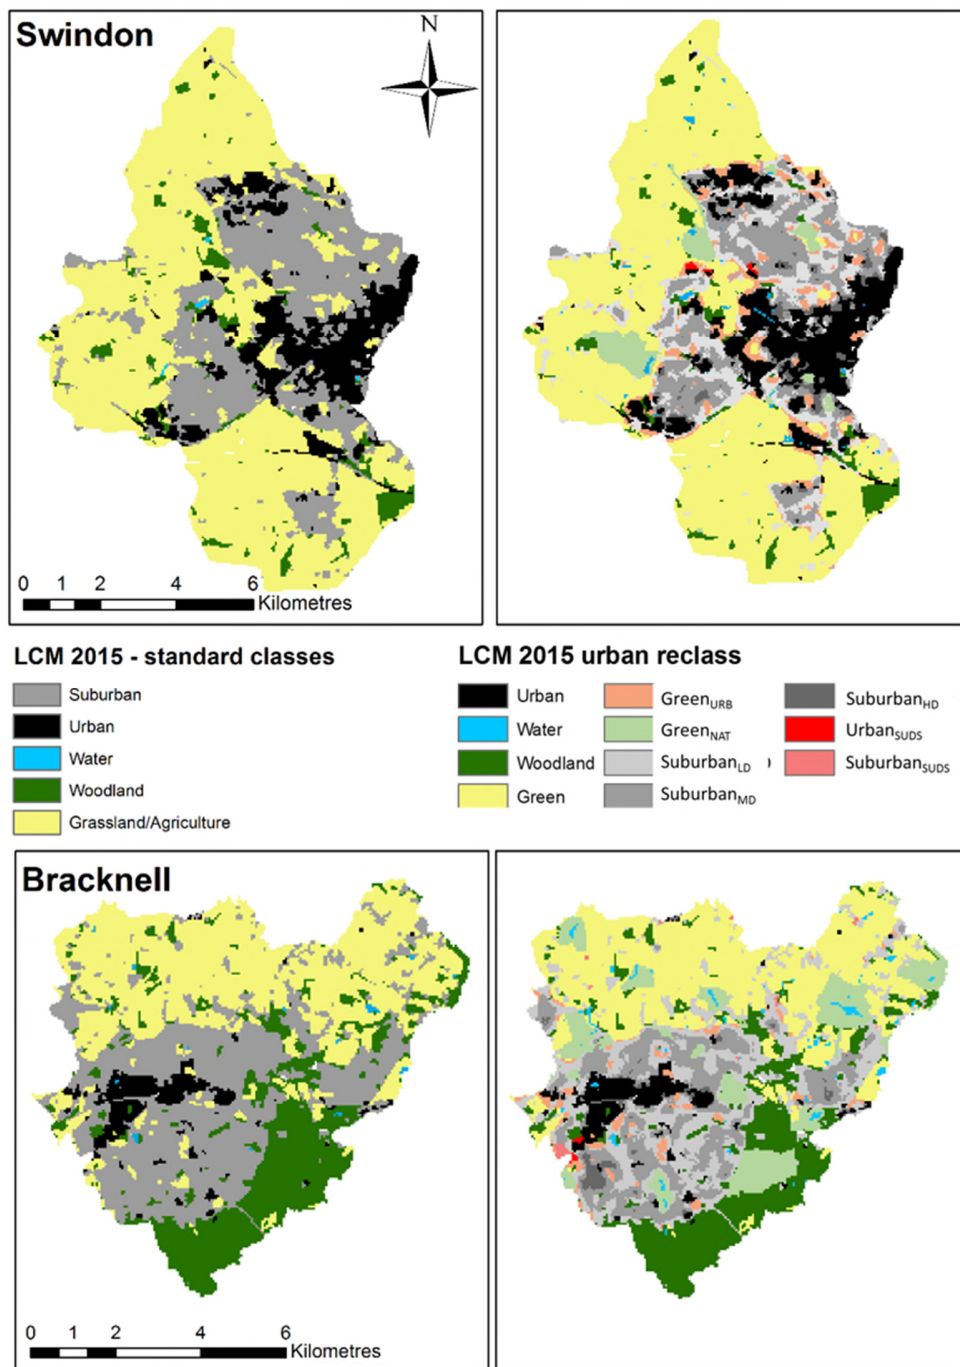 Swindon
N
0 1 2 4 6
Kilometres
LCM 2015 - standard classes
Suburban
Urban
Water
Woodland
Grassland/Agriculture
LCM 2015 urban reclass
Urban
Water
Woodland
Green
GreenURB
GreenNAT
SuburbanLD
SuburbanMD
SuburbanHD
UrbanSUDS
SuburbanSUDS
Bracknell
0 1 2 4 6
Kilometres